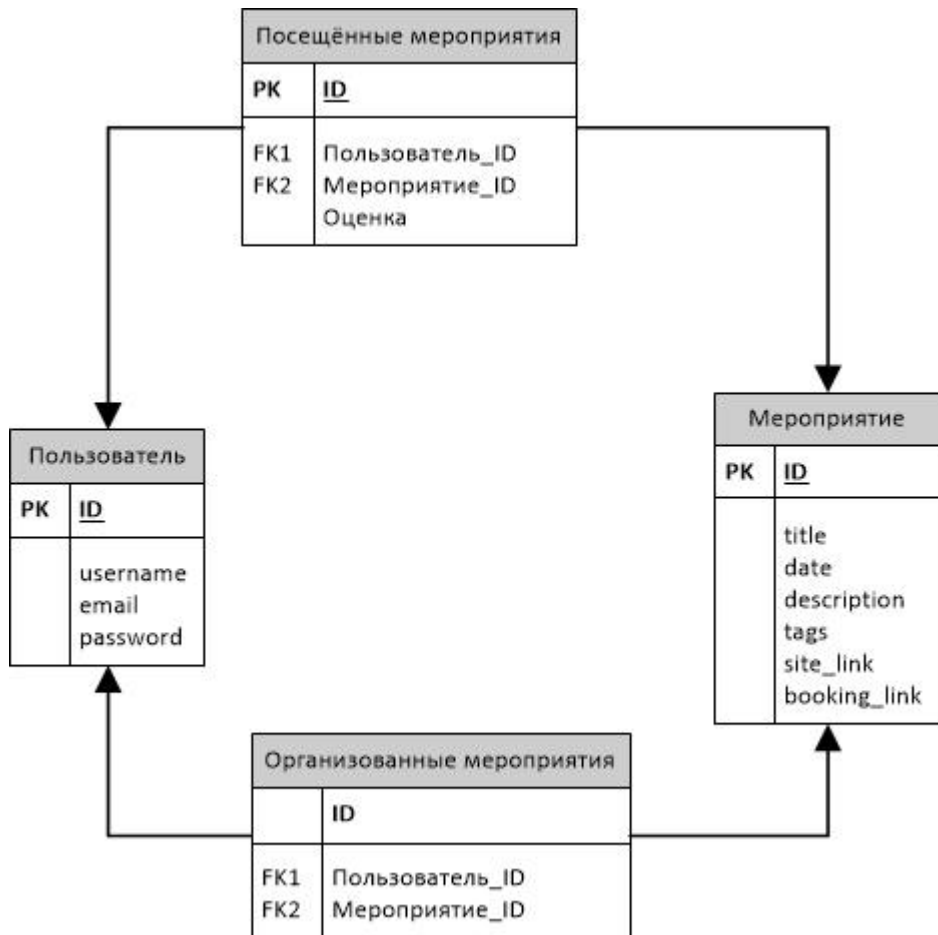 Посещённые мероприятия
PK ID
FK1 Пользователь_ID
FK2 Мероприятие_ID
Оценка
Пользователь
PK ID
username
email
password
Мероприятие
PK ID
title
date
description
tags
site_link
booking_link
Организованные мероприятия
ID
FK1 Пользователь_ID
FK2 Мероприятие_ID